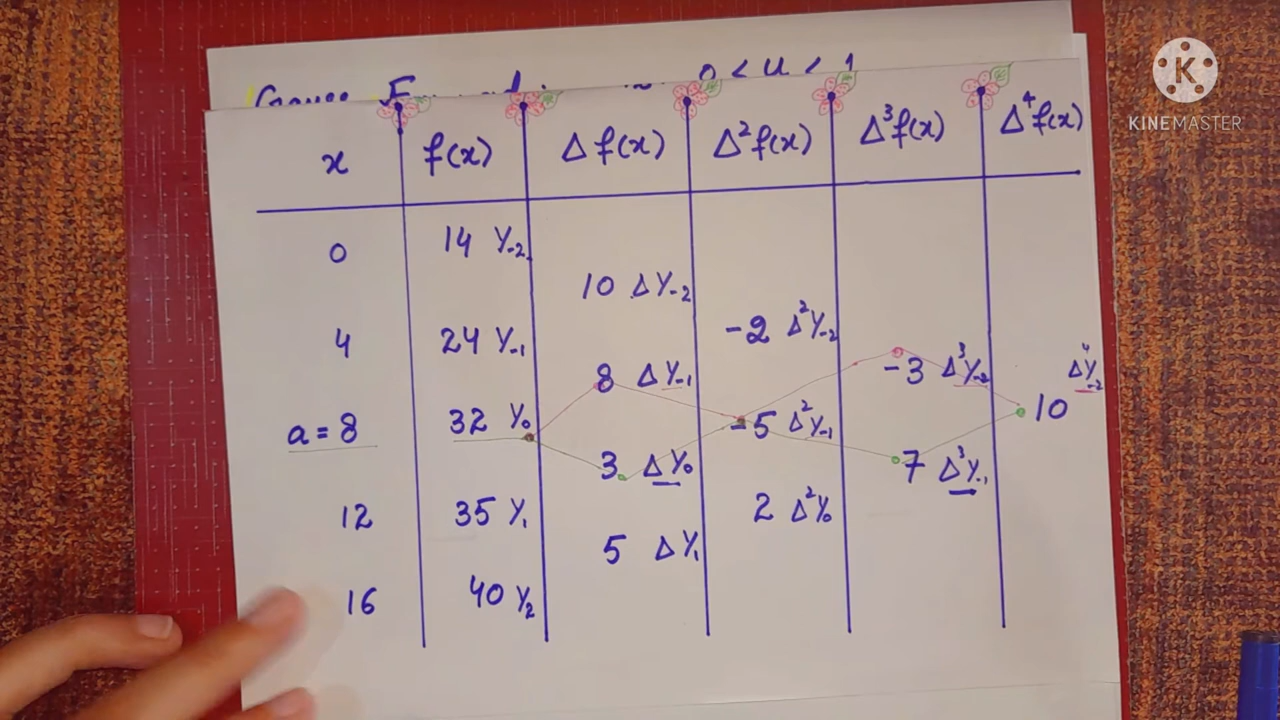 0 < u < 1
x f(x) Δ f(x) Δ²f(x) Δ³f(x) Δ⁴f(x)
0 14 Y₋₂
10 ΔY₋₂
-2 Δ²Y₋₂
4 24 Y₋₁
8 ΔY₋₁ -3 Δ³Y₋₂
a = 8 32 Y₀ -5 Δ²Y₋₁ 10 Δ⁴Y₋₂
3 ΔY₀ 7 Δ³Y₋₁
12 35 Y₁ 2 Δ²Y₀
5 ΔY₁
16 40 Y₂
K
KINEMASTER